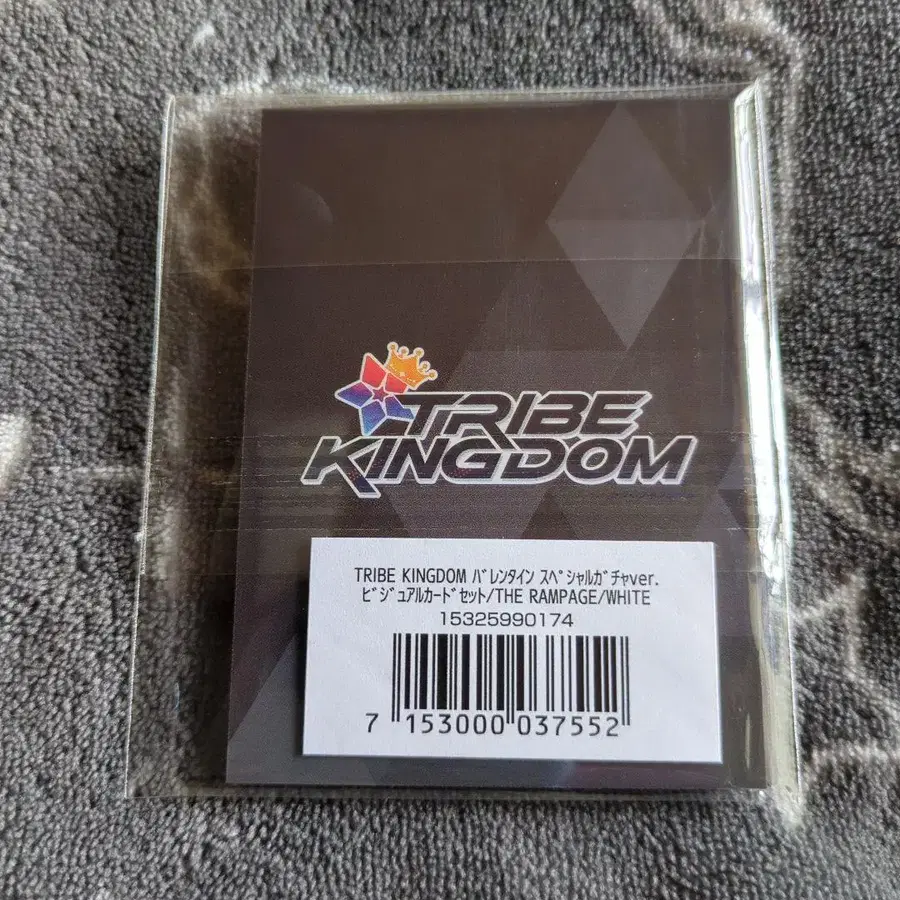 TRIBE
KINGDOM
TRIBE KINGDOM ﾊﾞﾚﾝﾀｲﾝ ｽﾍﾟｼｬﾙｶﾞﾁｬver.
ﾋﾞｼﾞｭｱﾙｶｰﾄﾞｾｯﾄ/THE RAMPAGE/WHITE
15325990174
7 153000 037552